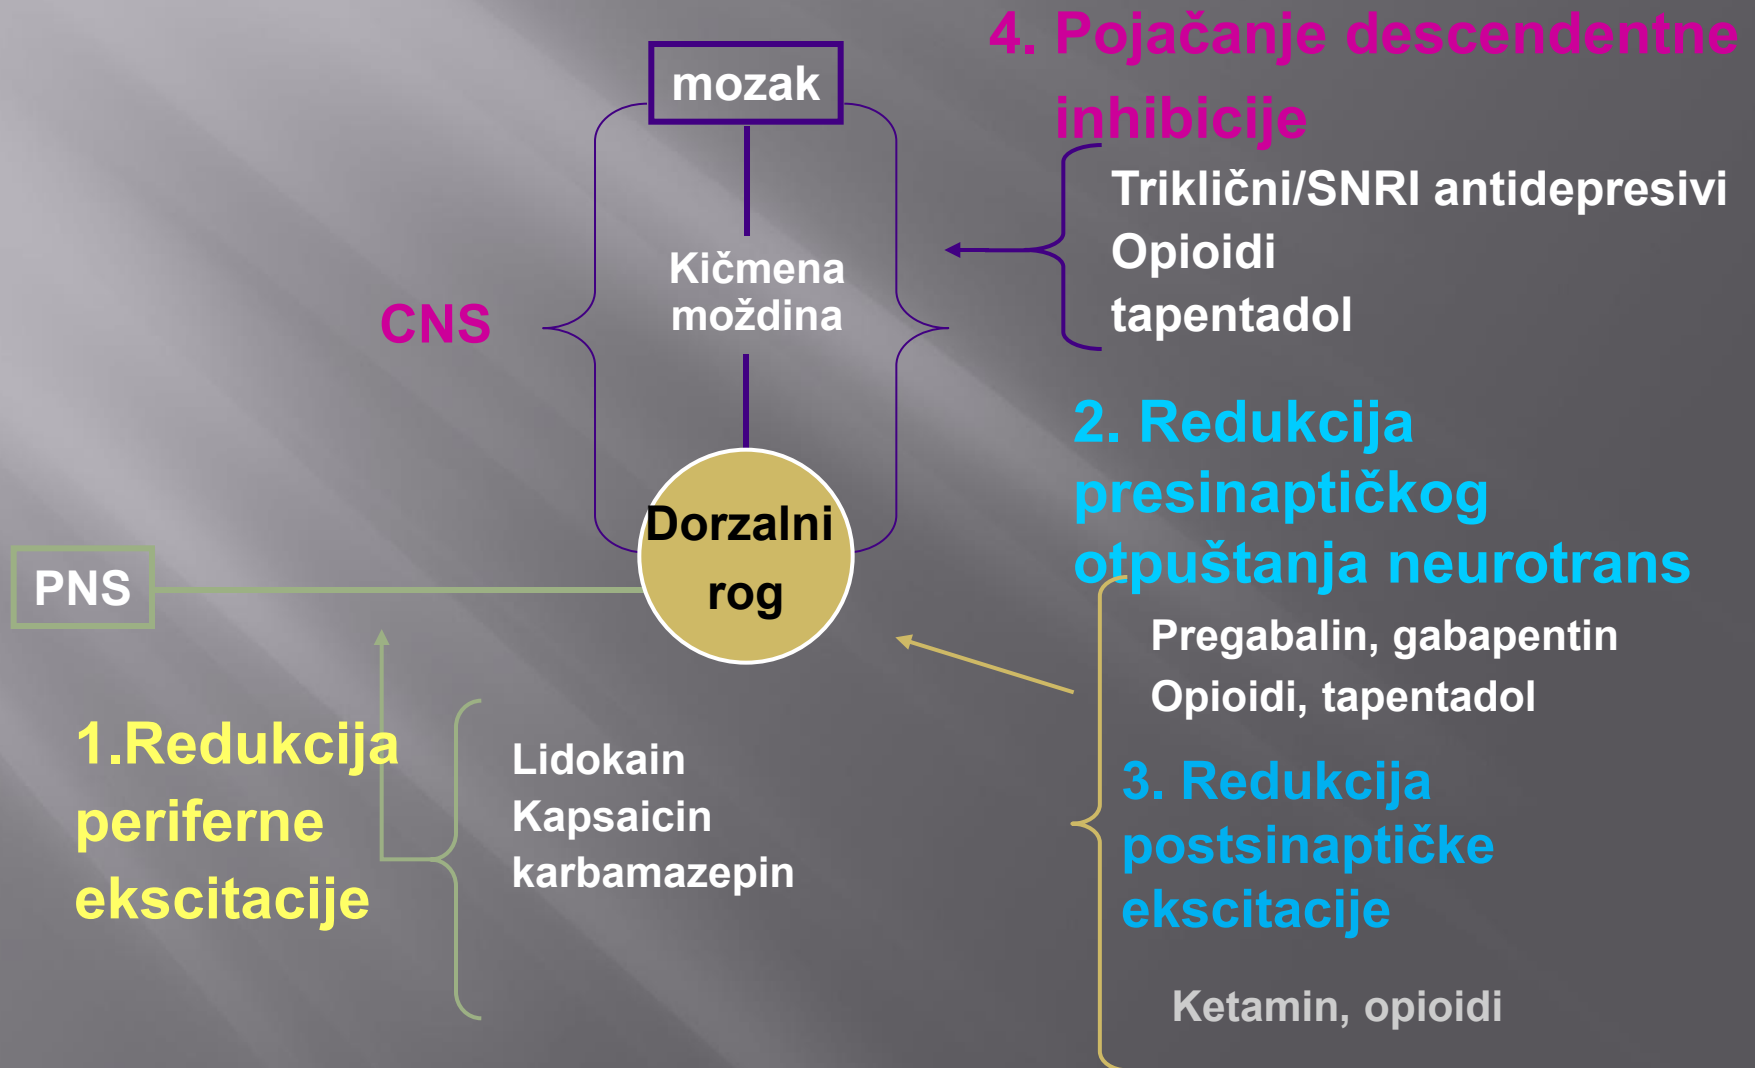 4. Pojačanje descendentne
inhibicije
mozak
Triklični/SNRI antidepresivi
Opioidi
tapentadol
Kičmena
moždina
CNS
2. Redukcija
presinaptičkog
otpuštanja neurotrans
Dorzalni
rog
PNS
Pregabalin, gabapentin
Opioidi, tapentadol
1.Redukcija
periferne
ekscitacije
Lidokain
Kapsaicin
karbamazepin
3. Redukcija
postsinaptičke
ekscitacije
Ketamin, opioidi